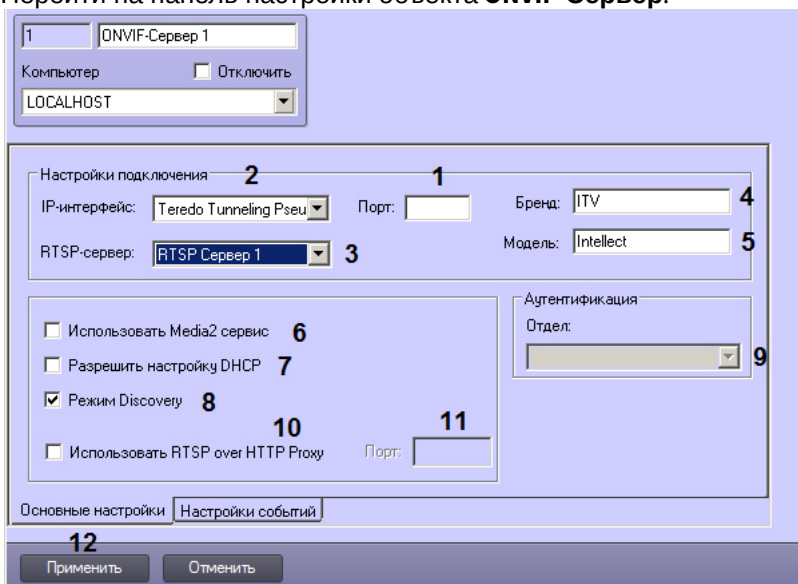 Перейти на панель настройки объекта ONVIF-Сервер.
1 ONVIF-Сервер 1
Компьютер Отключить
LOCALHOST
Настройки подключения 2 1
IP-интерфейс: Teredo Tunneling Pseu Порт: Бренд: ITV 4
RTSP-сервер: RTSP Сервер 1 3 Модель: Intellect 5
Аутентификация
Отдел:
9
Использовать Media2 сервис 6
Разрешить настройку DHCP 7
Режим Discovery 8
10 11
Использовать RTSP over HTTP Proxy Порт:
Основные настройки Настройки событий
12
Применить Отменить